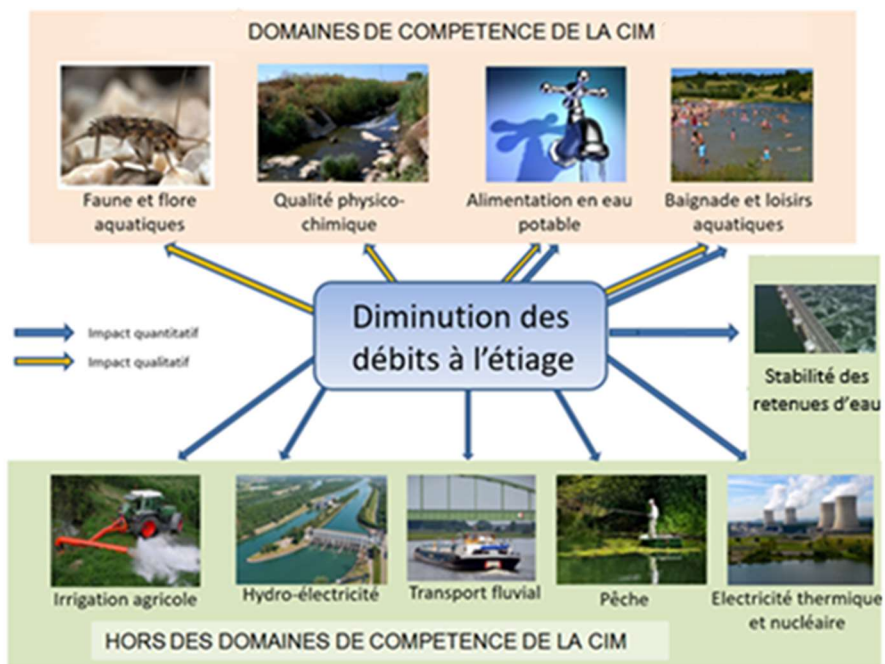 DOMAINES DE COMPETENCE DE LA CIM
Faune et flore
aquatiques
Qualité physico-
chimique
Alimentation en eau
potable
Baignade et loisirs
aquatiques
Diminution des
débits à l'étiage
Impact quantitatif
Impact qualitatif
Stabilité des
retenues d'eau
Irrigation agricole
Hydro-électricité
Transport fluvial
Pêche
Electricité thermique
et nucléaire
HORS DES DOMAINES DE COMPETENCE DE LA CIM